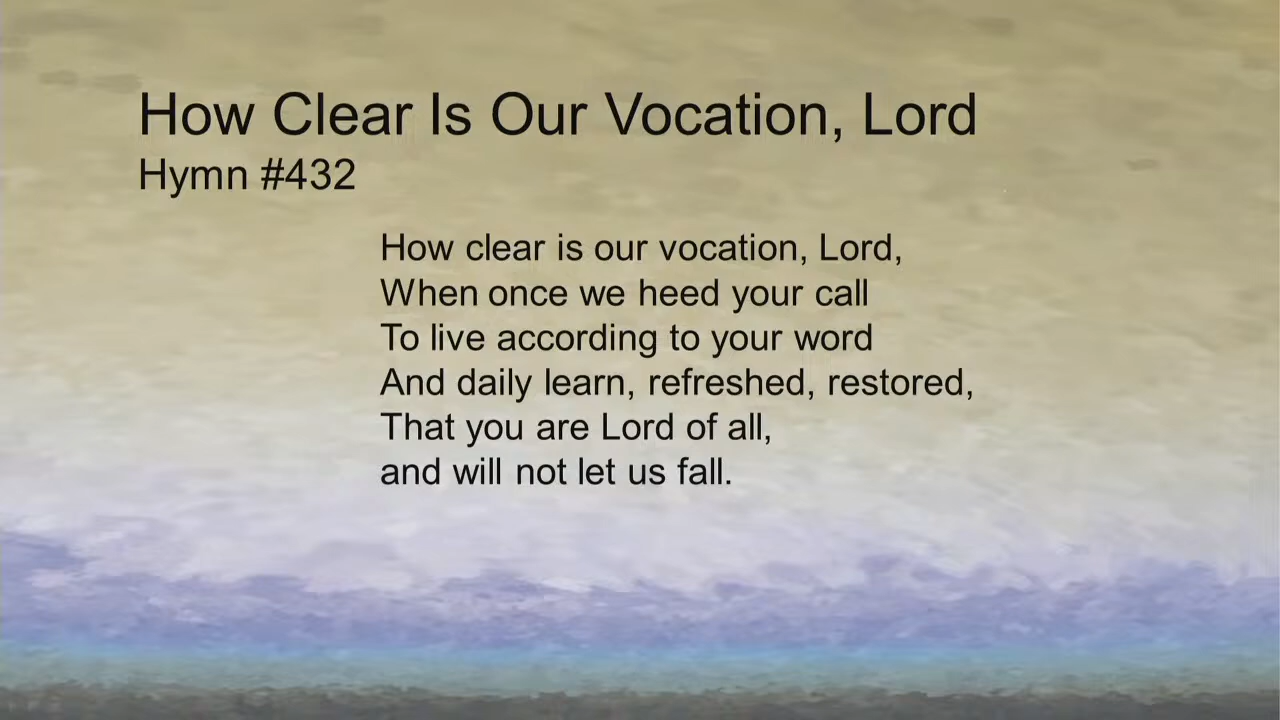 How Clear Is Our Vocation, Lord
Hymn #432
How clear is our vocation, Lord,
When once we heed your call
To live according to your word
And daily learn, refreshed, restored,
That you are Lord of all,
and will not let us fall.